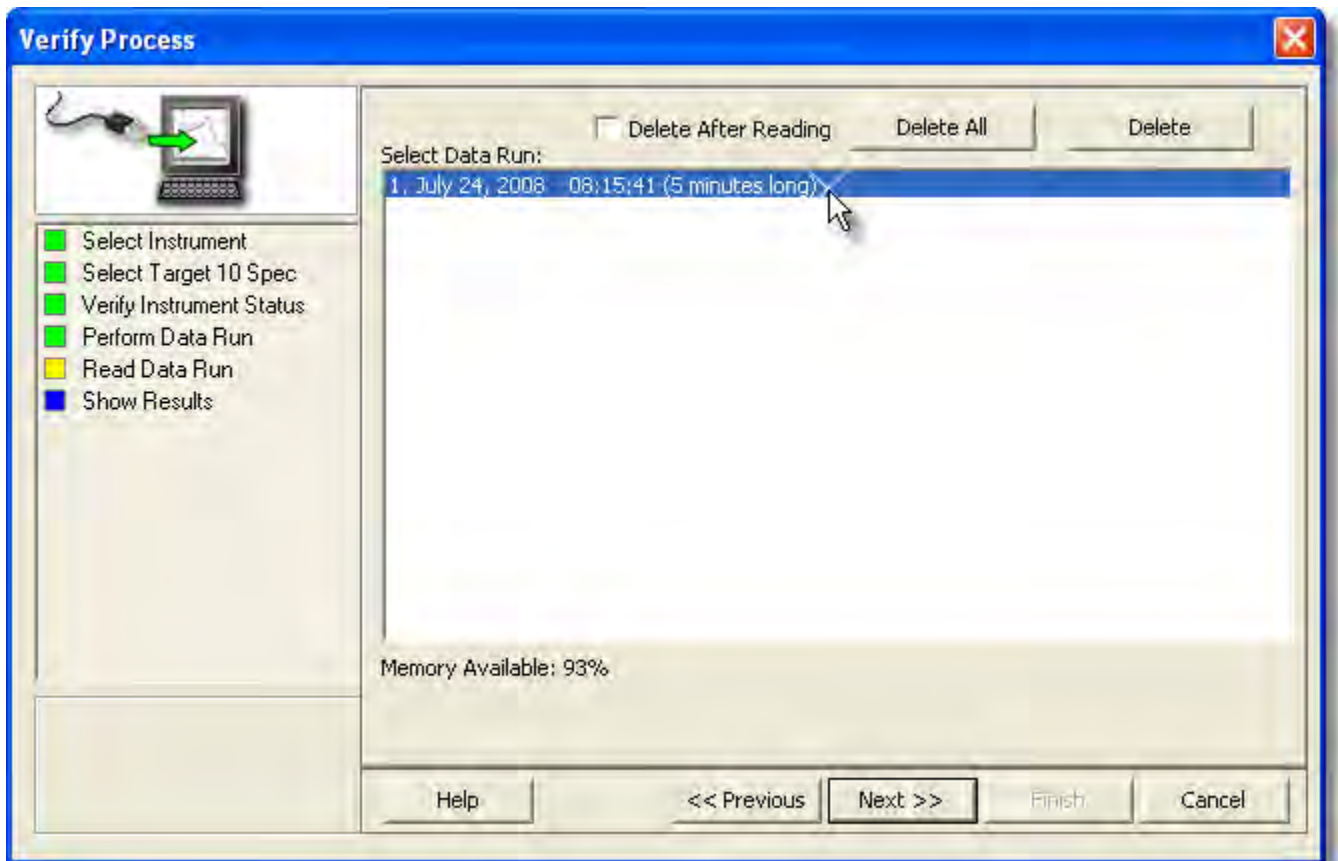 Verify Process
Delete After Reading
Delete All
Delete
Select Data Run:
1. July 24, 2008 08:15:41 (5 minutes long)
Select Instrument
Select Target 10 Spec
Verify Instrument Status
Perform Data Run
Read Data Run
Show Results
Memory Available: 93%
Help
<< Previous
Next >>
Finish
Cancel